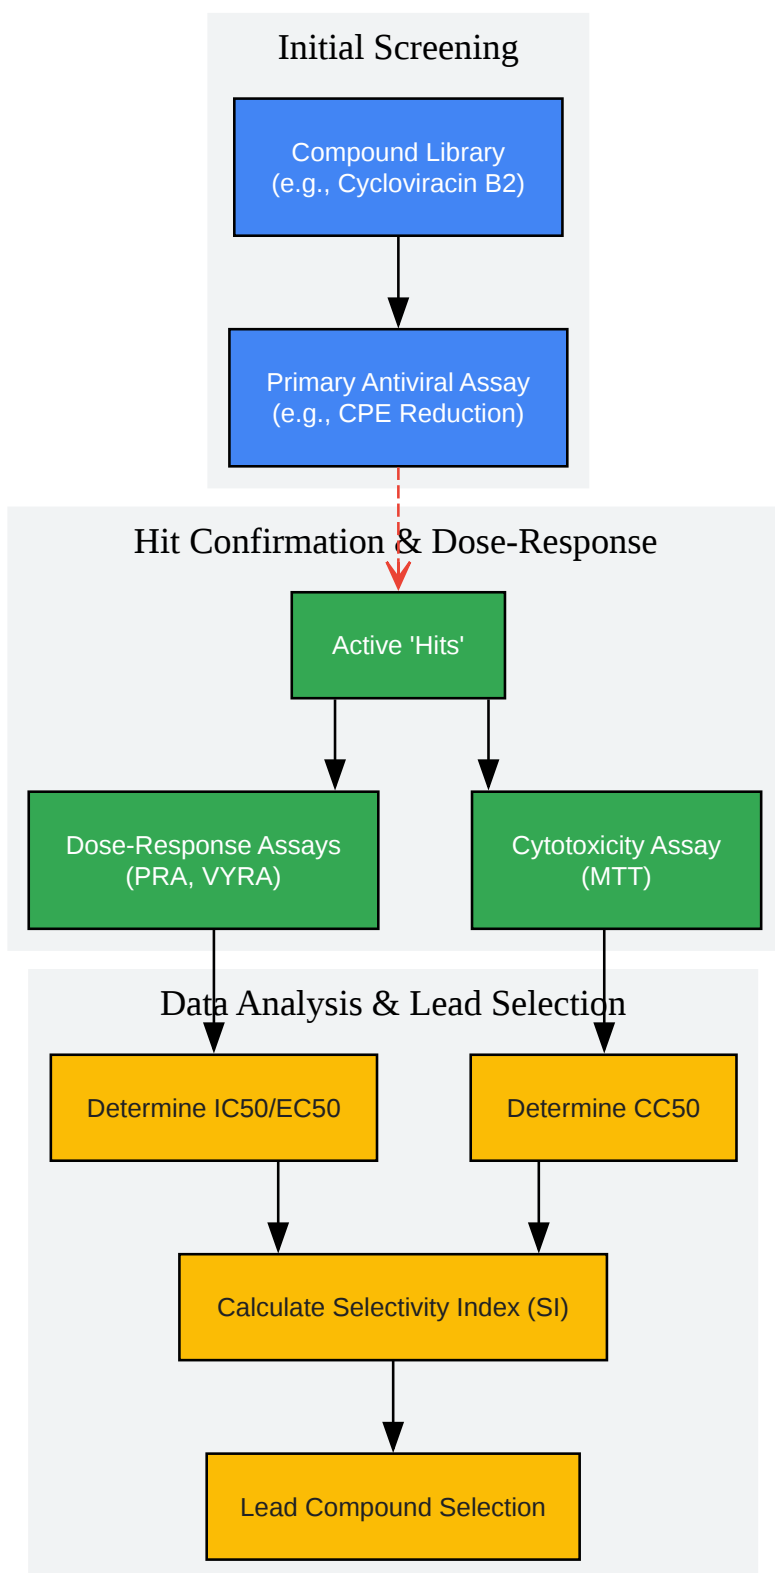 Initial Screening
Compound Library
(e.g., Cycloviracin B2)
Primary Antiviral Assay
(e.g., CPE Reduction)
Hit Confirmation & Dose-Response
Active 'Hits'
Dose-Response Assays
(PRA, VYRA)
Cytotoxicity Assay
(MTT)
Data Analysis & Lead Selection
Determine IC50/EC50
Determine CC50
Calculate Selectivity Index (SI)
Lead Compound Selection